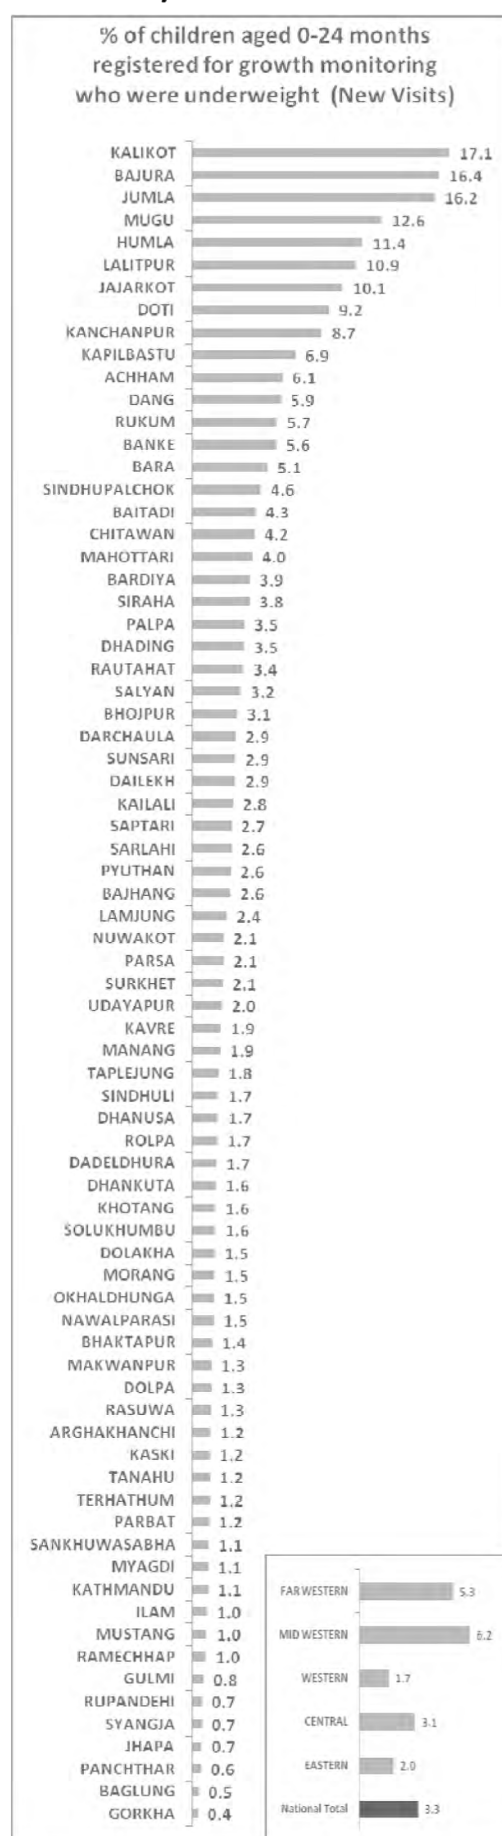 % of children aged 0-24 months
registered for growth monitoring
who were underweight (New Visits)
KALIKOT 17.1
BAJURA 16.4
JUMLA 16.2
MUGU 12.6
HUMLA 11.4
LALITPUR 10.9
JAJARKOT 10.1
DOTI 9.2
KANCHANPUR 8.7
KAPILBASTU 6.9
ACHHAM 6.1
DANG 5.9
RUKUM 5.7
BANKE 5.6
BARA 5.1
SINDHUPALCHOK 4.6
BAITADI 4.3
CHITAWAN 4.2
MAHOTTARI 4.0
BARDIYA 3.9
SIRAHA 3.8
PALPA 3.5
DHADING 3.5
RAUTAHAT 3.4
SALYAN 3.2
BHOJPUR 3.1
DARCHAULA 2.9
SUNSARI 2.9
DAILEKH 2.9
KAILALI 2.8
SAPTARI 2.7
SARLAHI 2.6
PYUTHAN 2.6
BAJHANG 2.6
LAMJUNG 2.4
NUWAKOT 2.1
PARSA 2.1
SURKHET 2.1
UDAYAPUR 2.0
KAVRE 1.9
MANANG 1.9
TAPLEJUNG 1.8
SINDHULI 1.7
DHANUSA 1.7
ROLPA 1.7
DADELDHURA 1.7
DHANKUTA 1.6
KHOTANG 1.6
SOLUKHUMBU 1.6
DOLAKHA 1.5
MORANG 1.5
OKHALDHUNGA 1.5
NAWALPARASI 1.5
BHAKTAPUR 1.4
MAKWANPUR 1.3
DOLPA 1.3
RASUWA 1.3
ARGHAKHANCHI 1.2
KASKI 1.2
TANAHU 1.2
TERHATHUM 1.2
PARBAT 1.2
SANKHUWASABHA 1.1
MYAGDI 1.1
KATHMANDU 1.1
ILAM 1.0
MUSTANG 1.0
RAMECHHAP 1.0
GULMI 0.8
RUPANDEHI 0.7
SYANGJA 0.7
JHAPA 0.7
PANCHTHAR 0.6
BAGLUNG 0.5
GORKHA 0.4
FAR WESTERN 5.3
MID WESTERN 6.2
WESTERN 1.7
CENTRAL 3.1
EASTERN 2.0
National Total 3.3